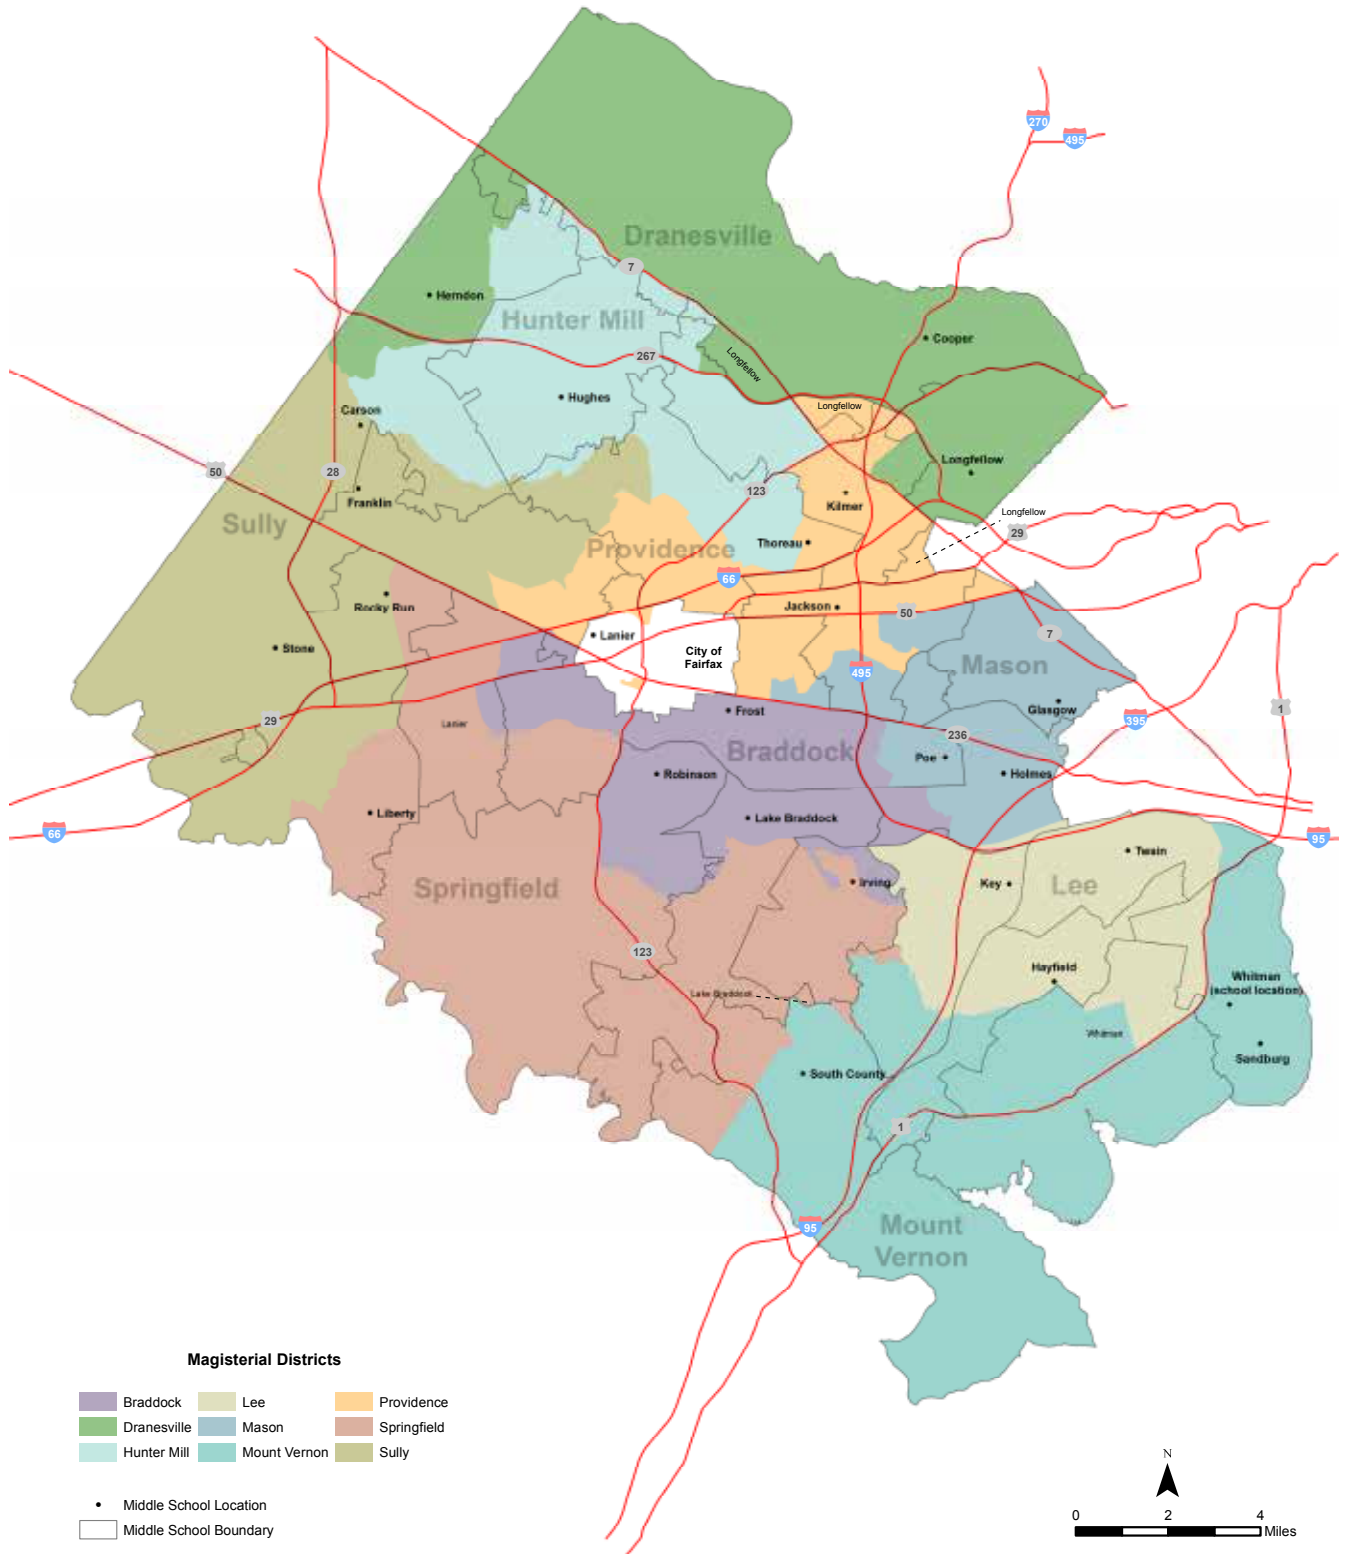 270
495
Dranesville
7
Herndon
Hunter Mill
Cooper
267
Longfellow
Hughes
Longfellow
Carson
Longfellow
50
28
123
Franklin
Kilmer
Longfellow
Sully
29
Thoreau
Providence
66
Rocky Run
Jackson
50
Lanier
7
Stone
City of
Fairfax
Mason
495
Glasgow
1
Frost
29
395
Lanier
236
Braddock
Poe
Robinson
Holmes
Liberty
Lake Braddock
66
95
Twain
Springfield
Irving
Key
Lee
123
Hayfield
Whitman
(school location)
Lake Braddock
Whitman
Sandburg
South County
1
95
Mount
Vernon
Magisterial Districts
Braddock
Lee
Providence
Dranesville
Mason
Springfield
Hunter Mill
Mount Vernon
Sully
N
Middle School Location
Middle School Boundary
0 2 4
Miles